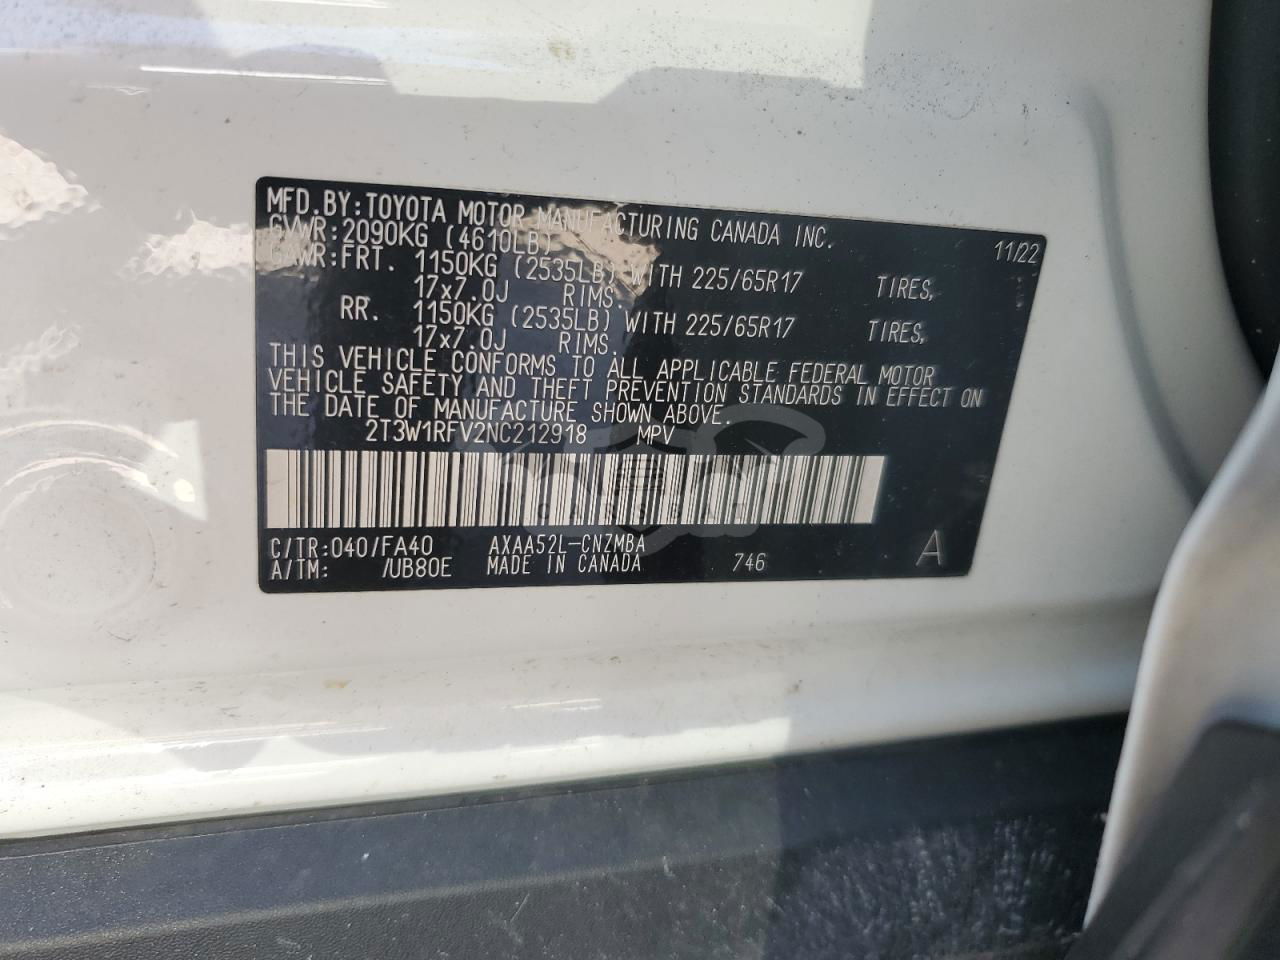 MFD.BY:TOYOTA MOTOR MANUFACTURING CANADA INC.
GVWR:2090KG (4610LB) 11/22
GAWR:FRT. 1150KG (2535LB) WITH 225/65R17 TIRES,
17x7.0J RIMS.
RR. 1150KG (2535LB) WITH 225/65R17 TIRES,
17x7.0J RIMS.
THIS VEHICLE CONFORMS TO ALL APPLICABLE FEDERAL MOTOR
VEHICLE SAFETY AND THEFT PREVENTION STANDARDS IN EFFECT ON
THE DATE OF MANUFACTURE SHOWN ABOVE.
2T3W1RFV2NC212918 MPV
C/TR:040/FA40 AXAA52L-CNZMBA A
A/TM: /UB80E MADE IN CANADA 746